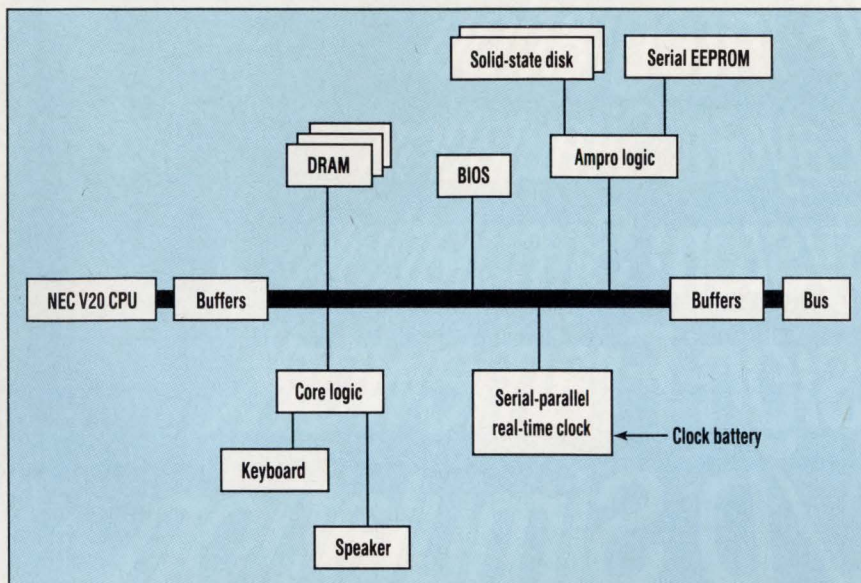 Solid-state disk
Serial EEPROM
DRAM
BIOS
Ampro logic
NEC V20 CPU
Buffers
Buffers
Bus
Core logic
Serial-parallel
real-time clock
Clock battery
Keyboard
Speaker